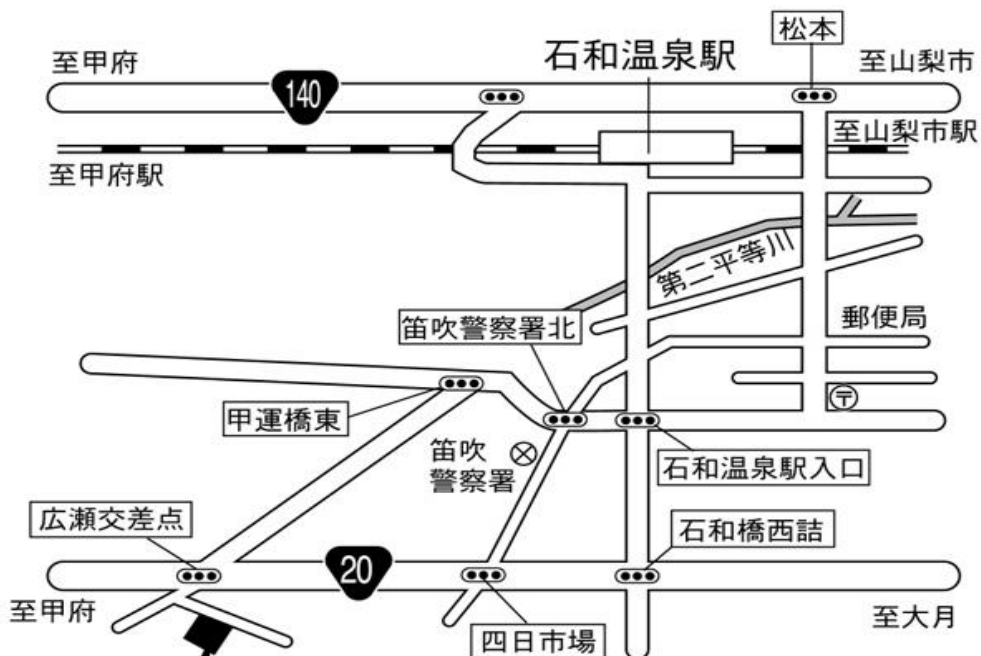 松本
石和温泉駅
至甲府
至山梨市
140
至山梨市駅
至甲府駅
第二平等川
郵便局
笛吹警察署北
〒
甲運橋東
笛吹
警察署
石和温泉駅入口
広瀬交差点
石和橋西詰
20
至甲府
至大月
四日市場